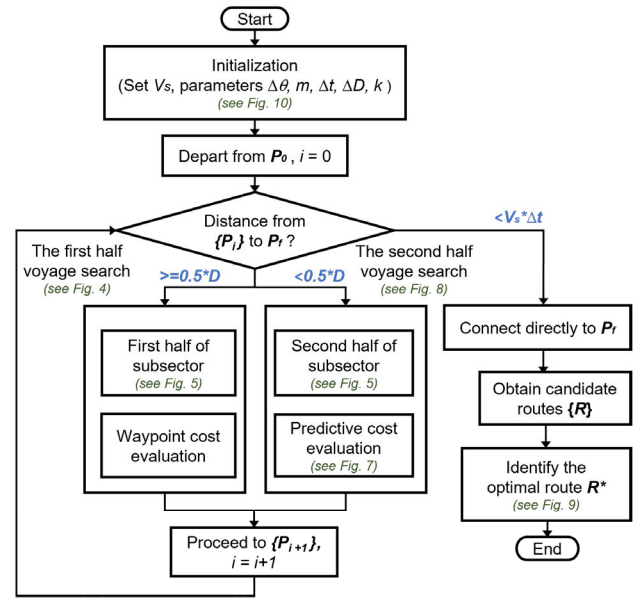 Start
Initialization
(Set Vs, parameters Δθ, m, Δt, ΔD, k )
(see Fig. 10)
Depart from P0 , i = 0
Distance from
{Pi} to Pf ?
<Vs*Δt
The first half
voyage search
(see Fig. 4)
The second half
voyage search
(see Fig. 8)
>=0.5*D
<0.5*D
First half of
subsector
(see Fig. 5)
Waypoint cost
evaluation
Second half of
subsector
(see Fig. 5)
Predictive cost
evaluation
(see Fig. 7)
Proceed to {Pi +1},
i = i+1
Connect directly to Pf
Obtain candidate
routes {R}
Identify the
optimal route R*
(see Fig. 9)
End